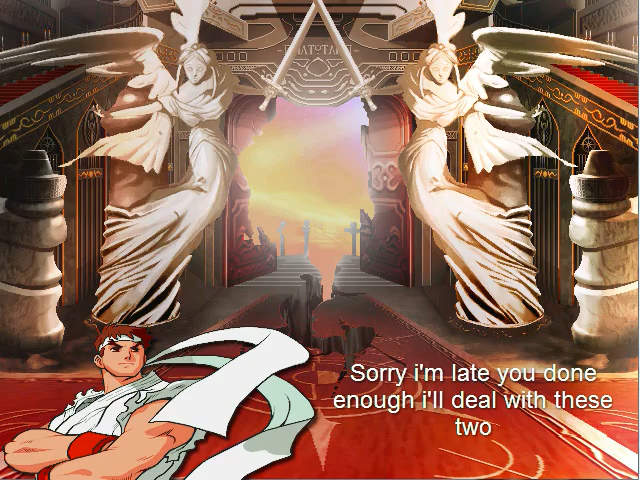 Sorry i'm late you done
enough i'll deal with these
two